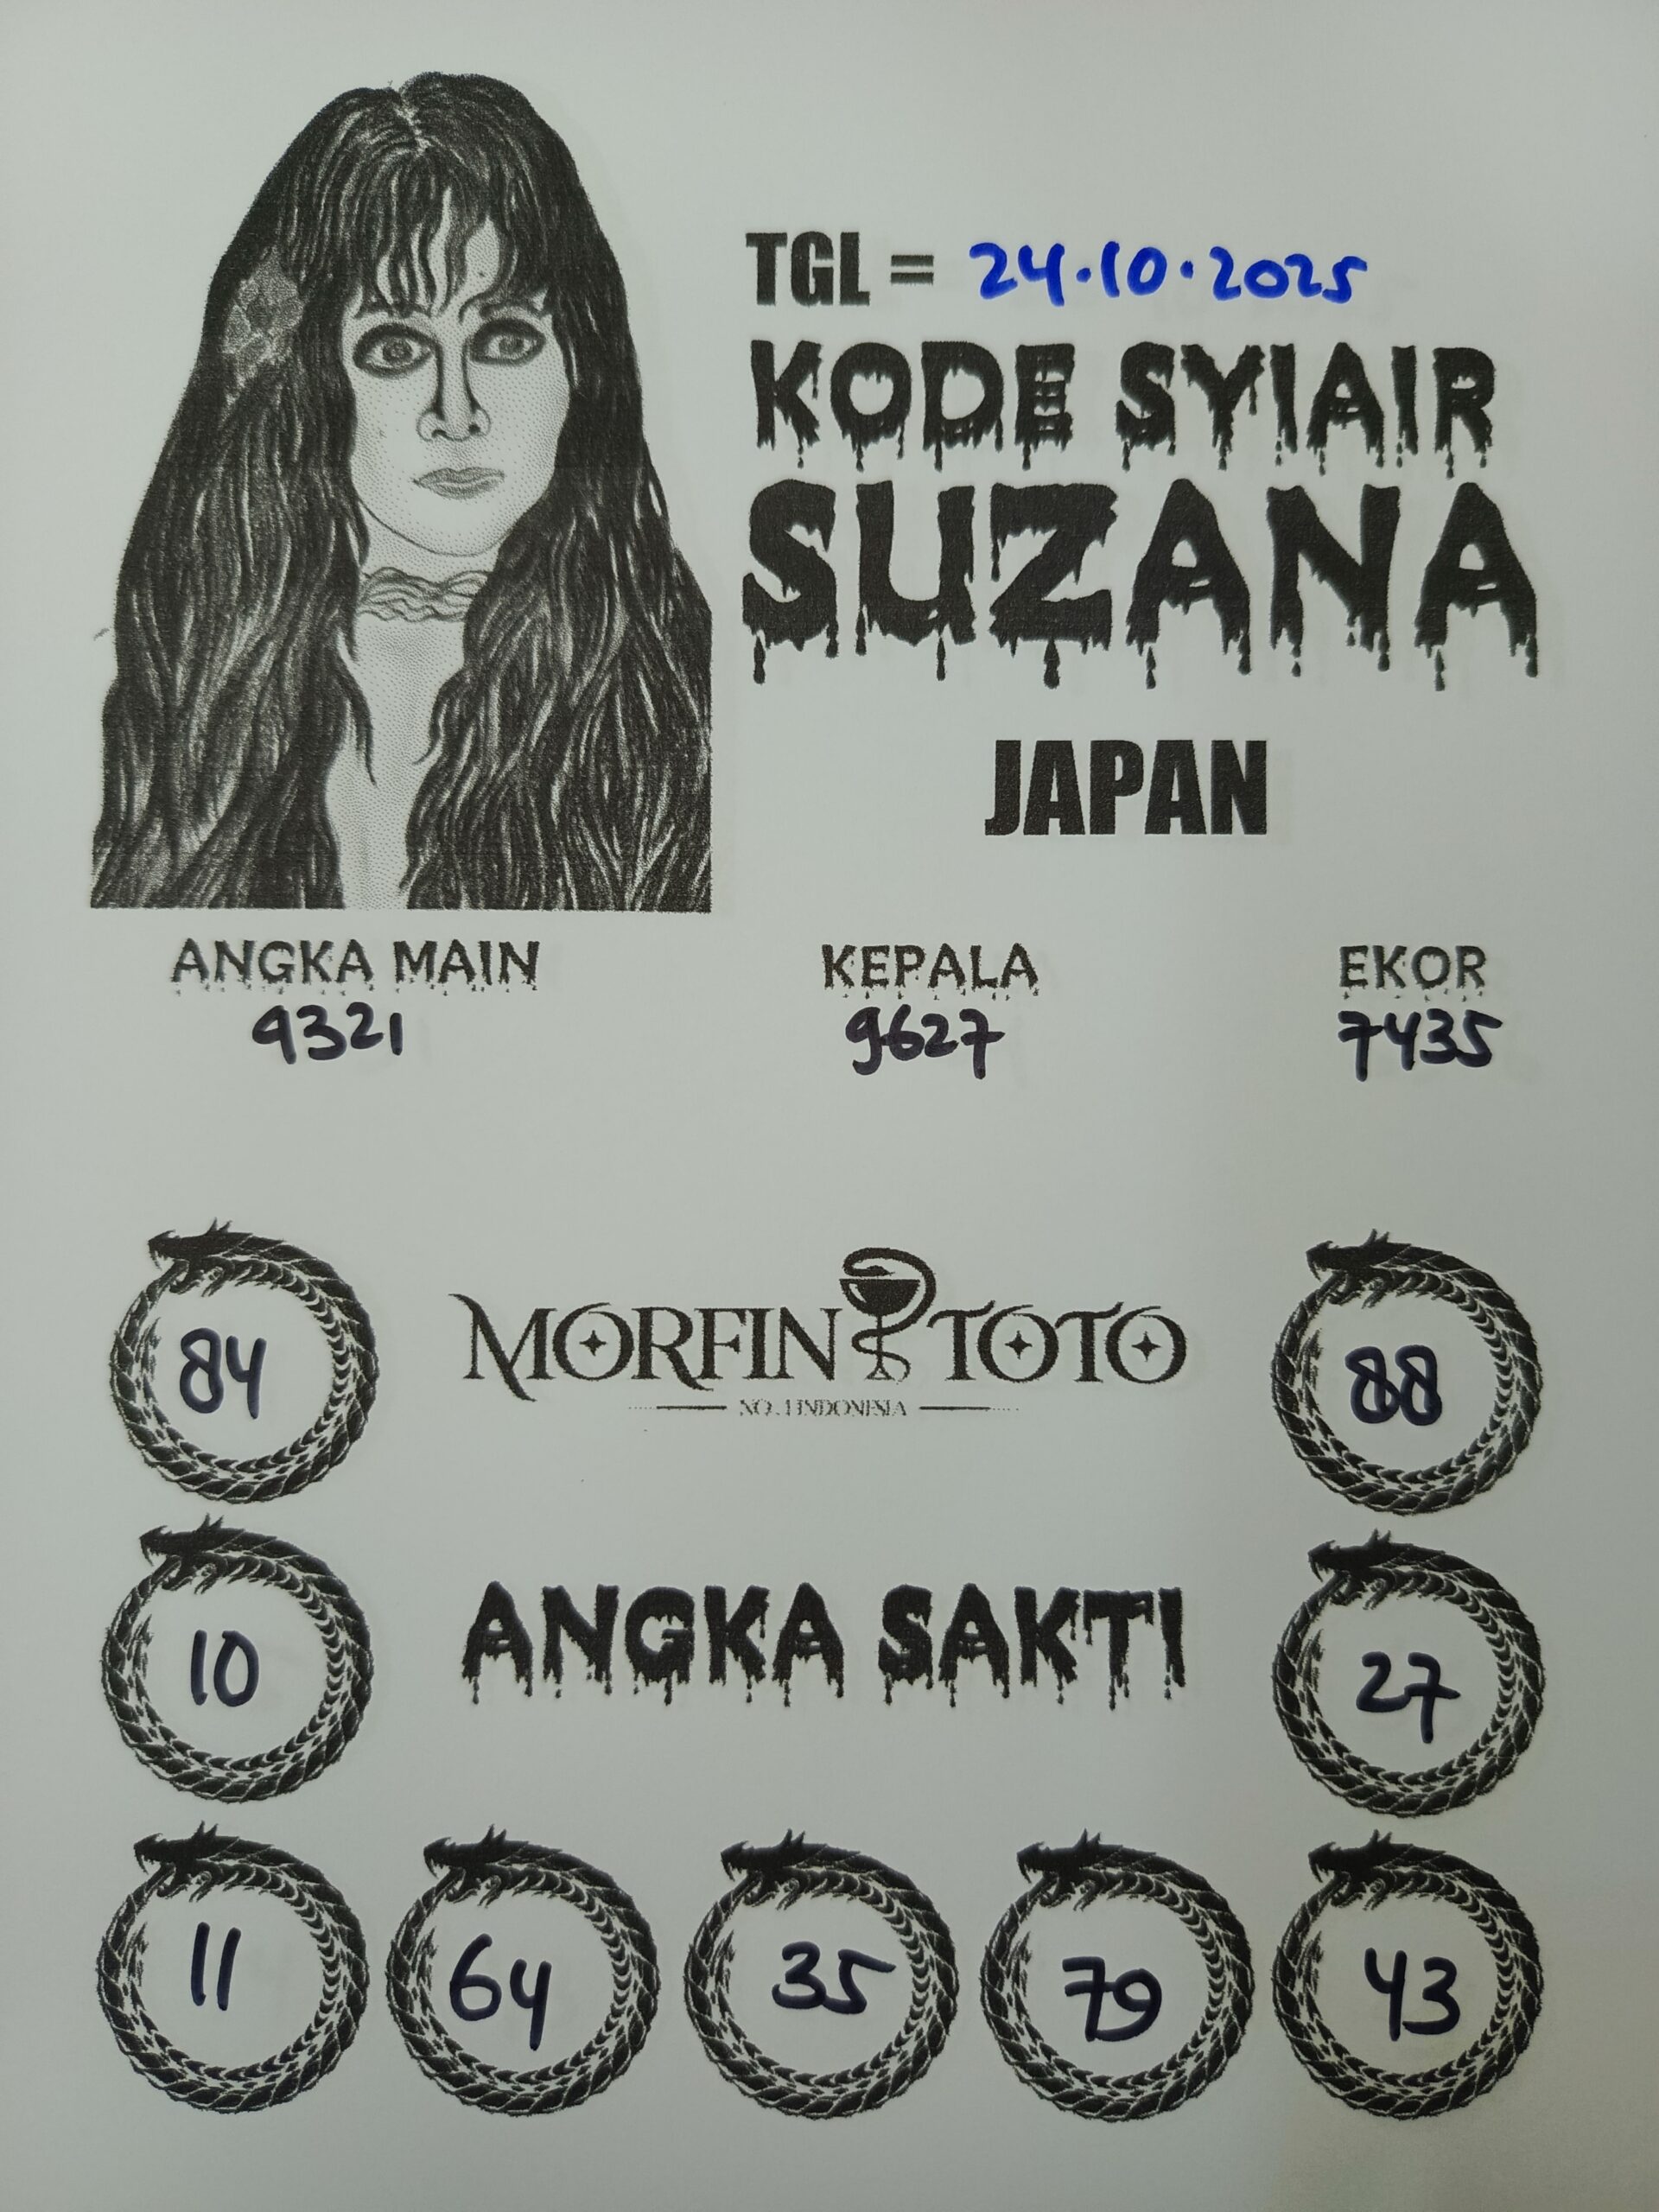 TGL = 24.10.2025
KODE SYIAIR
SUZANA
JAPAN
ANGKA MAIN KEPALA EKOR
9321 9627 7435
84 MORFIN TOTO 88
NO.1 INDONESIA
10 ANGKA SAKTI 27
11 64 35 79 43